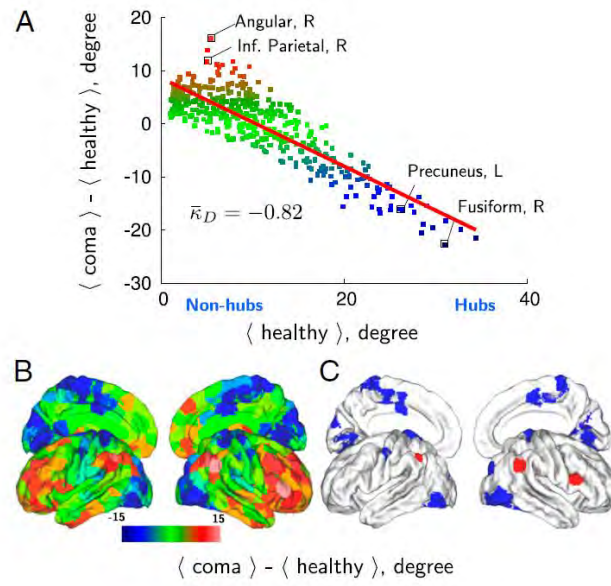 A
Angular, R
Inf. Parietal, R
⟨ coma ⟩ - ⟨ healthy ⟩, degree
20
10
0
-10
-20
-30
Precuneus, L
Fusiform, R
κ̅_D = −0.82
0
20
40
Non-hubs
Hubs
⟨ healthy ⟩, degree
B
C
-15
15
⟨ coma ⟩ - ⟨ healthy ⟩, degree